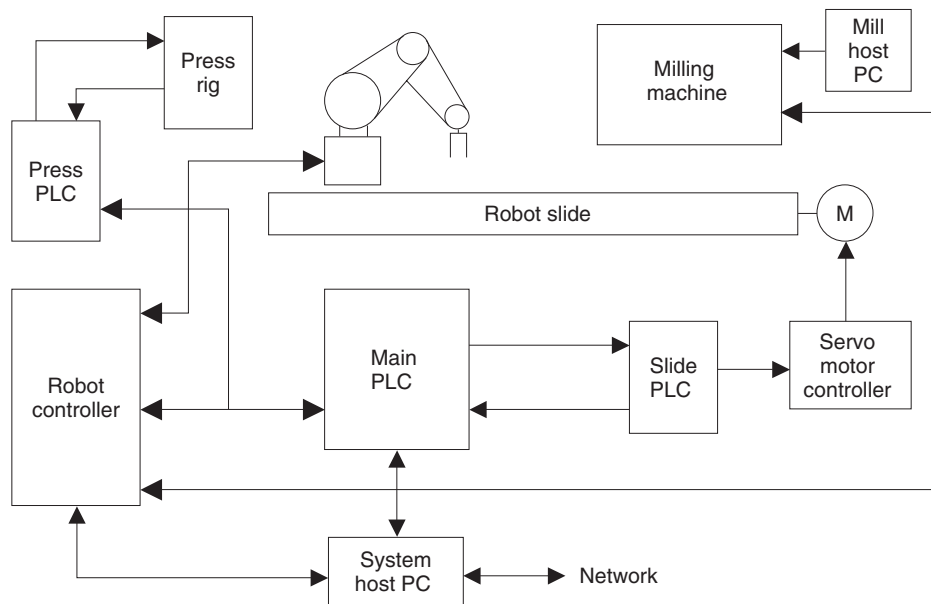 Press
rig
Milling
machine
Mill
host
PC
Press
PLC
Robot slide
M
Robot
controller
Main
PLC
Slide
PLC
Servo
motor
controller
System
host PC
Network